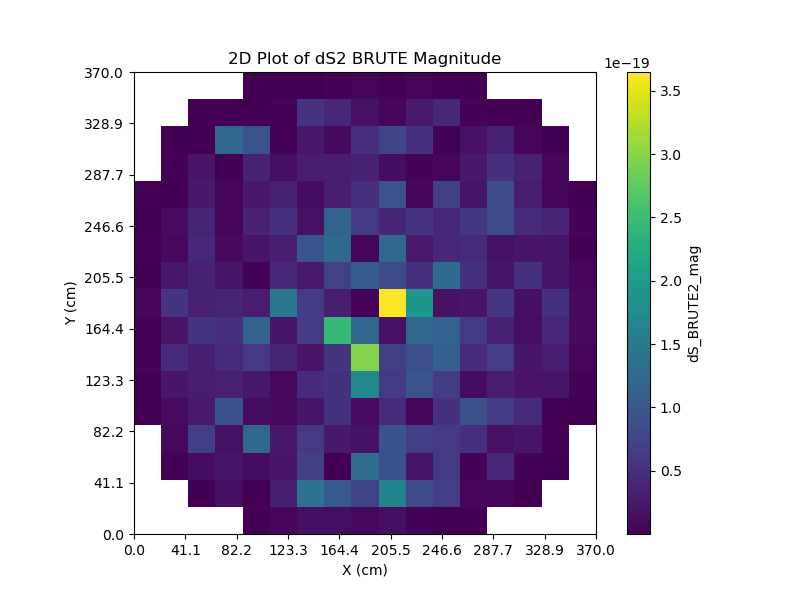 2D Plot of dS2 BRUTE Magnitude
1e−19
370.0
328.9
287.7
246.6
205.5
164.4
123.3
82.2
41.1
0.0
Y (cm)
0.0 41.1 82.2 123.3 164.4 205.5 246.6 287.7 328.9 370.0
X (cm)
3.5
3.0
2.5
2.0
1.5
1.0
0.5
dS_BRUTE2_mag